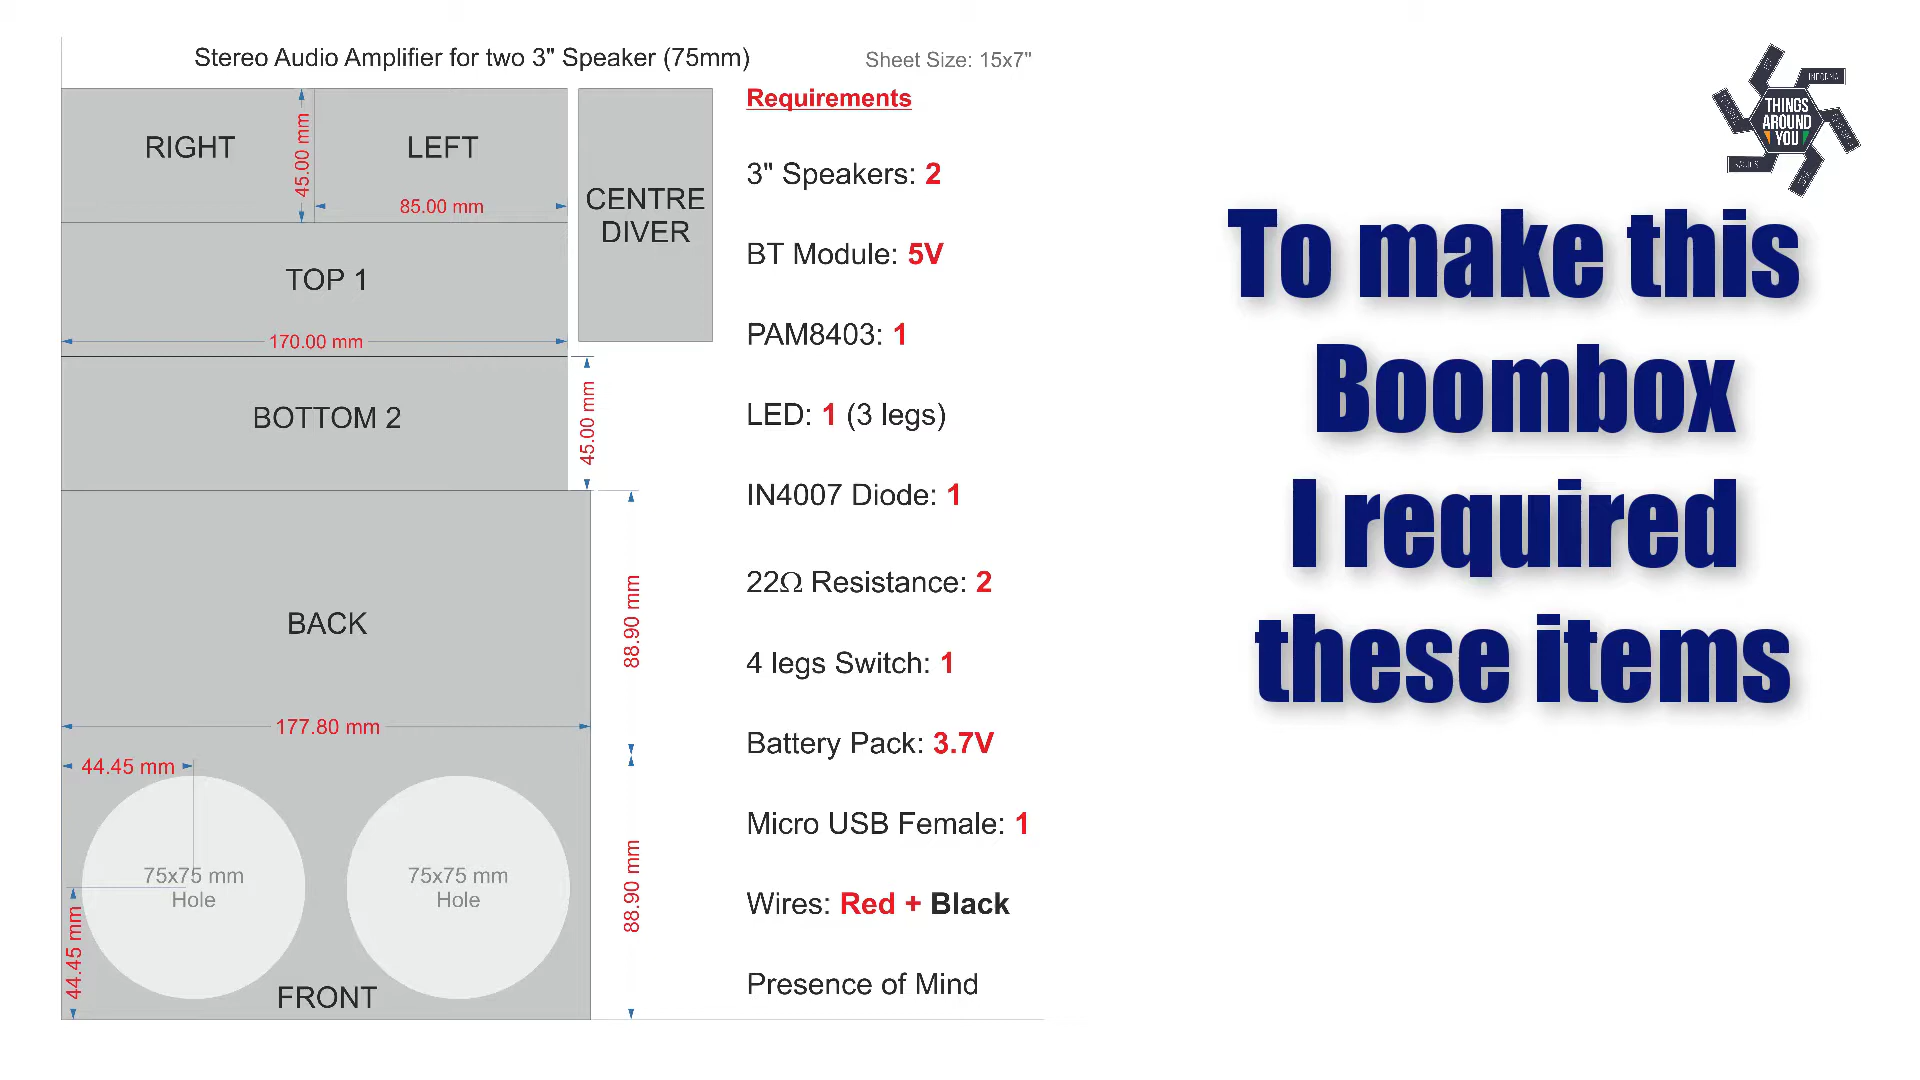 Stereo Audio Amplifier for two 3" Speaker (75mm)
Sheet Size: 15x7"
RIGHT
45.00 mm
LEFT
85.00 mm
CENTRE
DIVER
TOP 1
170.00 mm
BOTTOM 2
45.00 mm
BACK
88.90 mm
177.80 mm
44.45 mm
75x75 mm
Hole
75x75 mm
Hole
44.45 mm
88.90 mm
FRONT
Requirements
3" Speakers: 2
BT Module: 5V
PAM8403: 1
LED: 1 (3 legs)
IN4007 Diode: 1
22Ω Resistance: 2
4 legs Switch: 1
Battery Pack: 3.7V
Micro USB Female: 1
Wires: Red + Black
Presence of Mind
THINGS
AROUND
YOU
To make this
Boombox
I required
these items